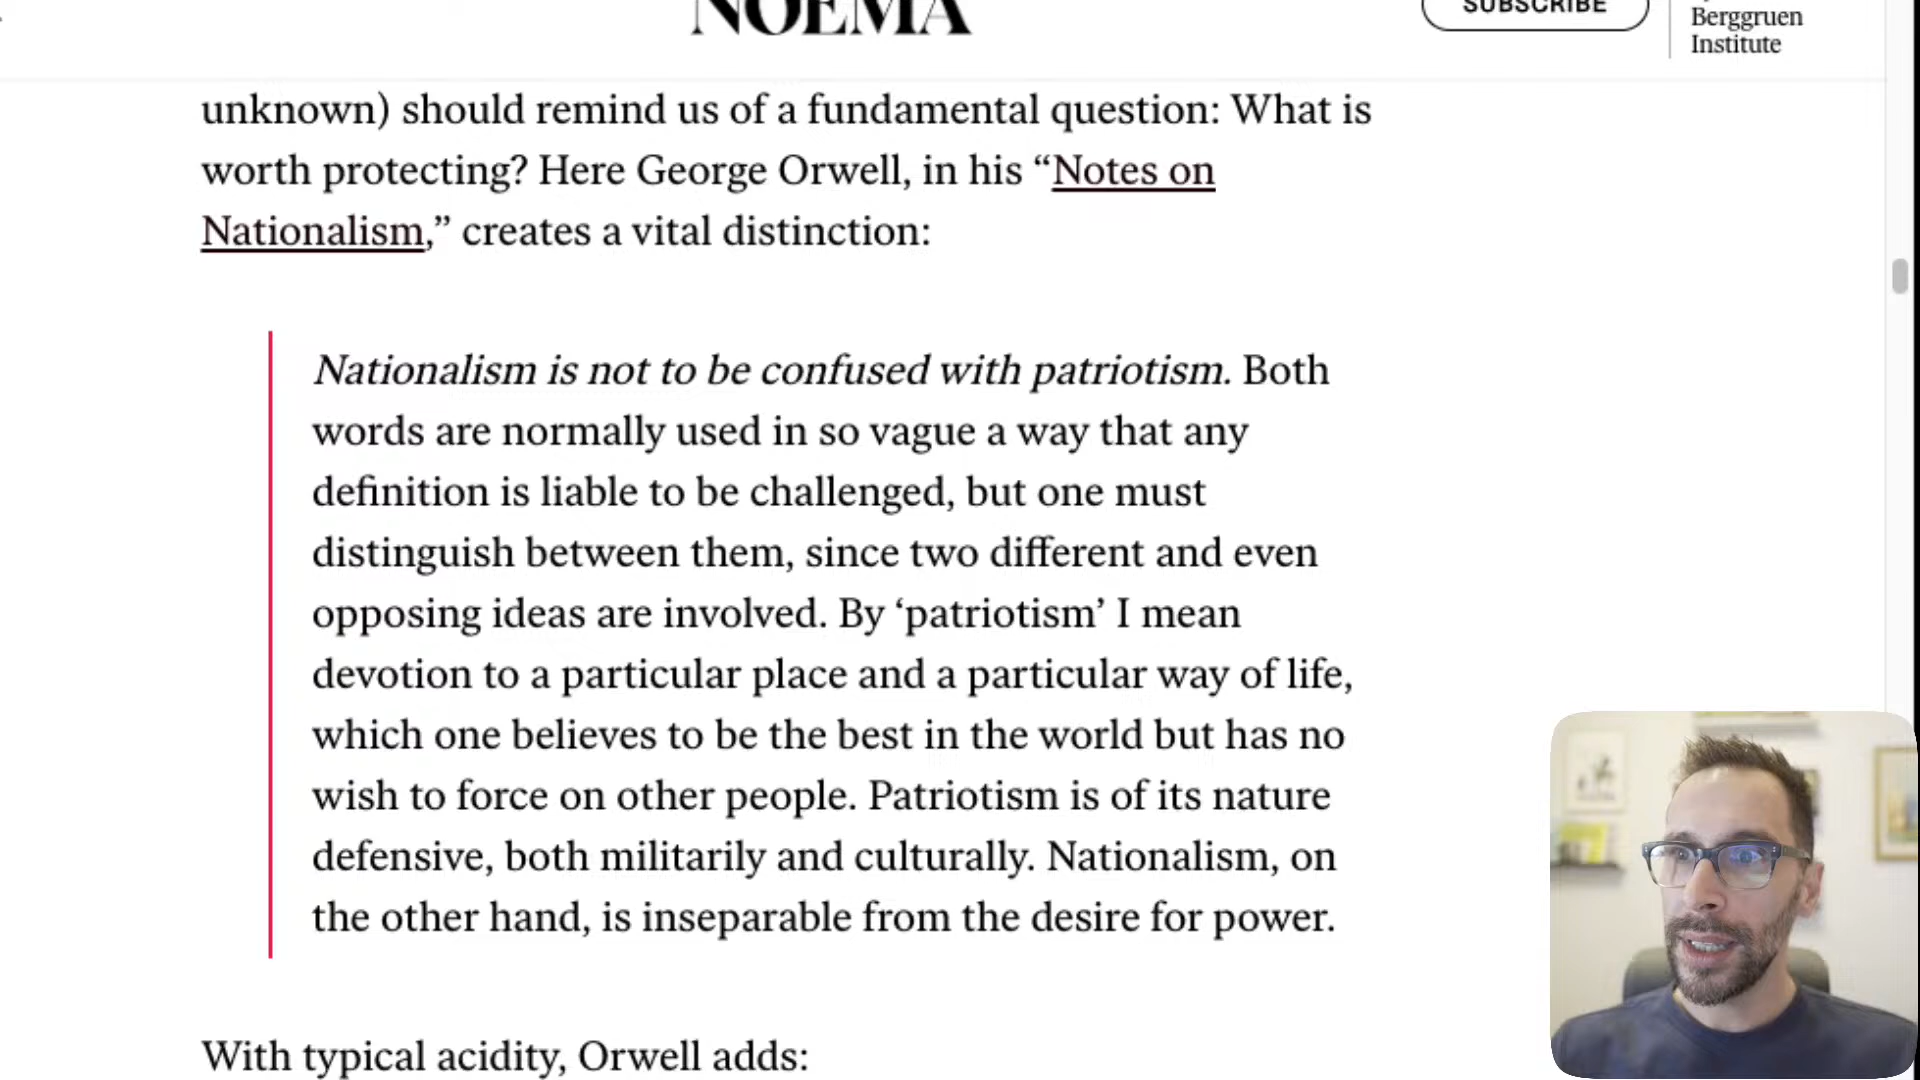 NOEMA
SUBSCRIBE
Berggruen
Institute
unknown) should remind us of a fundamental question: What is
worth protecting? Here George Orwell, in his “Notes on
Nationalism,” creates a vital distinction:
Nationalism is not to be confused with patriotism. Both
words are normally used in so vague a way that any
definition is liable to be challenged, but one must
distinguish between them, since two different and even
opposing ideas are involved. By ‘patriotism’ I mean
devotion to a particular place and a particular way of life,
which one believes to be the best in the world but has no
wish to force on other people. Patriotism is of its nature
defensive, both militarily and culturally. Nationalism, on
the other hand, is inseparable from the desire for power.
With typical acidity, Orwell adds: